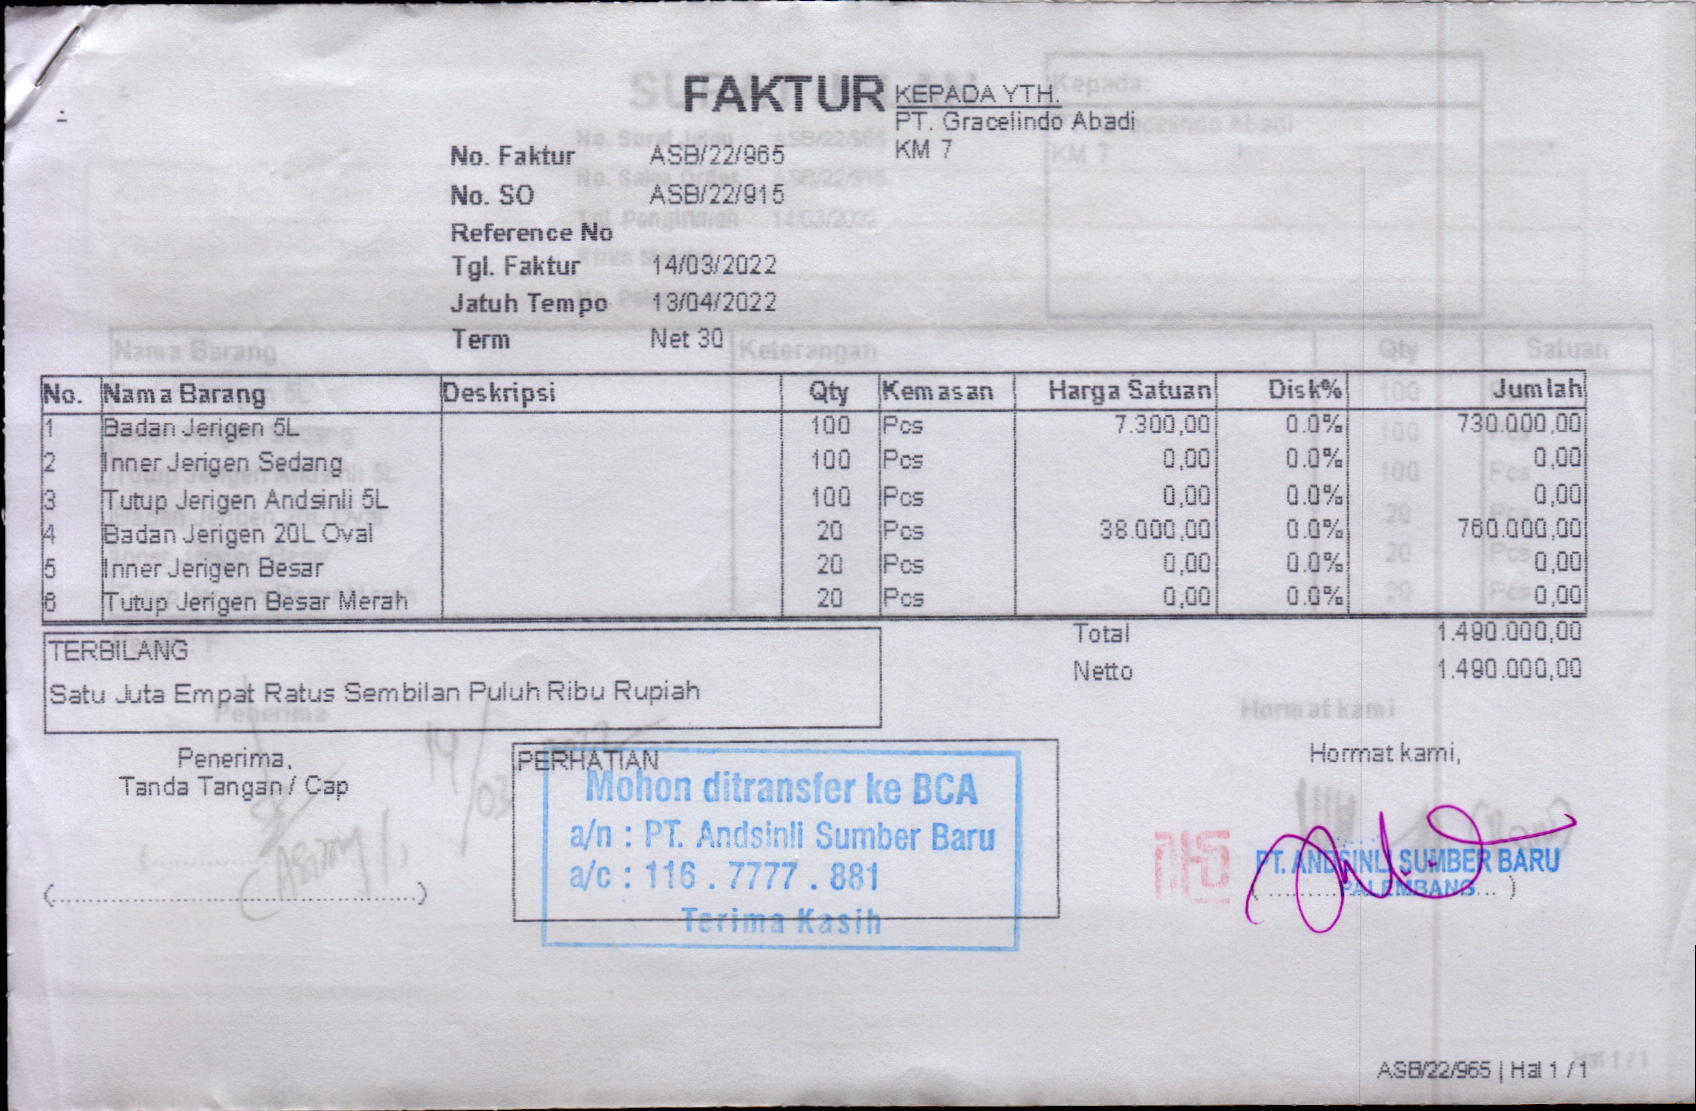 FAKTUR
KEPADA YTH.
PT. Gracelindo Abadi
KM 7
No. Faktur ASB/22/965
No. SO ASB/22/915
Reference No
Tgl. Faktur 14/03/2022
Jatuh Tempo 13/04/2022
Term Net 30
No. Nama Barang Deskripsi Qty Kemasan Harga Satuan Disk% Jumlah
1 Badan Jerigen 5L 100 Pcs 7.300,00 0.0% 730.000,00
2 Inner Jerigen Sedang 100 Pcs 0,00 0.0% 0,00
3 Tutup Jerigen Andsinli 5L 100 Pcs 0,00 0.0% 0,00
4 Badan Jerigen 20L Oval 20 Pcs 38.000,00 0.0% 760.000,00
5 Inner Jerigen Besar 20 Pcs 0,00 0.0% 0,00
6 Tutup Jerigen Besar Merah 20 Pcs 0,00 0.0% 0,00
Total 1.490.000,00
Netto 1.490.000,00
TERBILANG
Satu Juta Empat Ratus Sembilan Puluh Ribu Rupiah
Penerima,
Tanda Tangan / Cap
PERHATIAN
Mohon ditransfer ke BCA
a/n : PT. Andsinli Sumber Baru
a/c : 116 . 7777 . 881
Terima Kasih
Hormat kami,
PT. ANDSINLI SUMBER BARU
PALEMBANG
ASB/22/965 | Hal 1 / 1